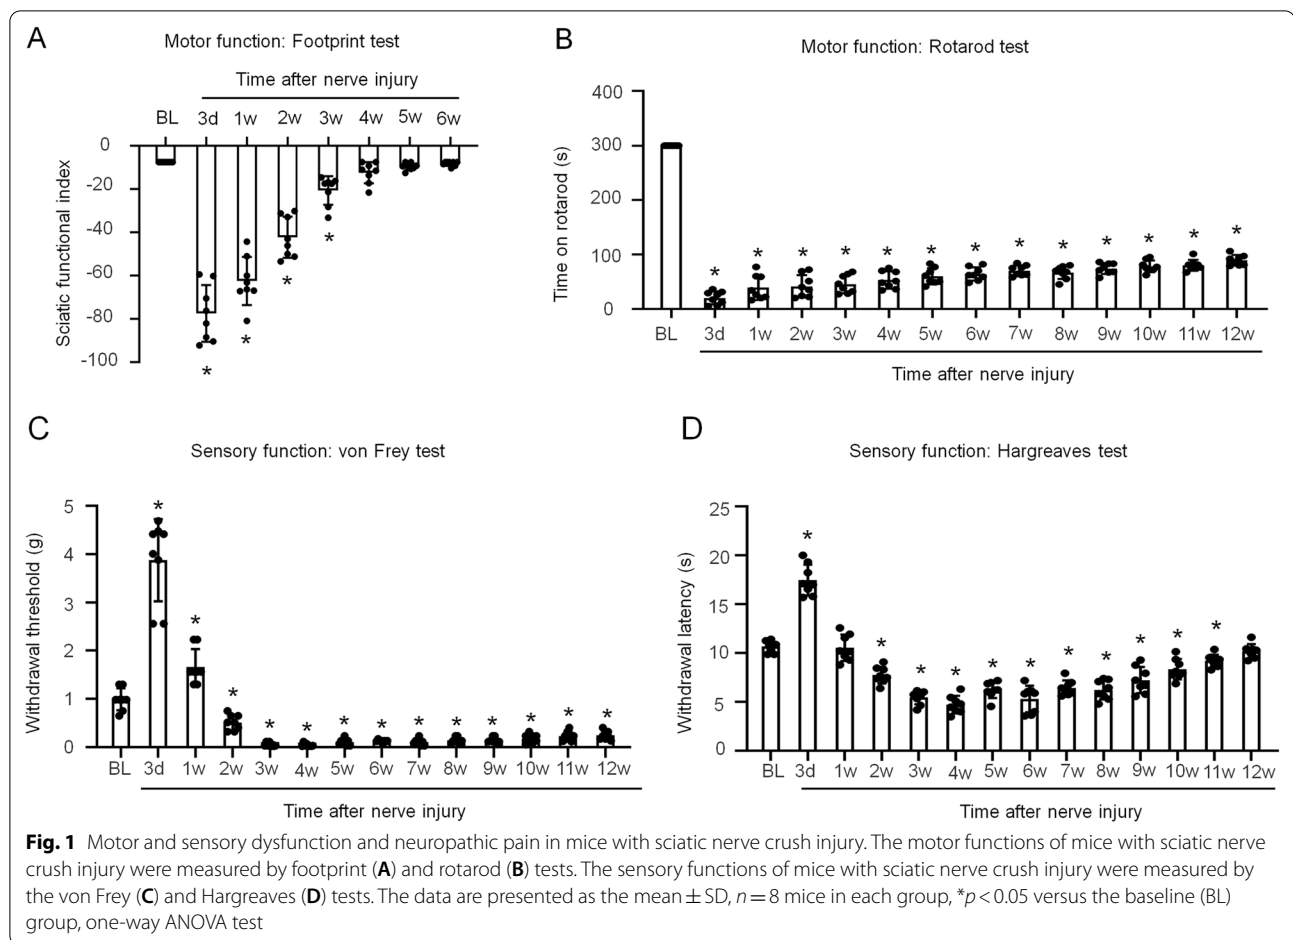 A
Motor function: Footprint test
Time after nerve injury
BL 3d 1w 2w 3w 4w 5w 6w
Sciatic functional index
0
-20
-40
-60
-80
-100
* * * * *
B
Motor function: Rotarod test
Time on rotarod (s)
400
300
200
100
0
* * * * * * * * * * * * *
BL 3d 1w 2w 3w 4w 5w 6w 7w 8w 9w 10w 11w 12w
Time after nerve injury
C
Sensory function: von Frey test
Withdrawal threshold (g)
5
4
3
2
1
0
* * * * * * * * * * * * *
BL 3d 1w 2w 3w 4w 5w 6w 7w 8w 9w 10w 11w 12w
Time after nerve injury
D
Sensory function: Hargreaves test
Withdrawal latency (s)
25
20
15
10
5
0
* * * * * * * * * * *
BL 3d 1w 2w 3w 4w 5w 6w 7w 8w 9w 10w 11w 12w
Time after nerve injury
Fig. 1 Motor and sensory dysfunction and neuropathic pain in mice with sciatic nerve crush injury. The motor functions of mice with sciatic nerve
crush injury were measured by footprint (A) and rotarod (B) tests. The sensory functions of mice with sciatic nerve crush injury were measured by
the von Frey (C) and Hargreaves (D) tests. The data are presented as the mean ± SD, n = 8 mice in each group, *p < 0.05 versus the baseline (BL)
group, one-way ANOVA test